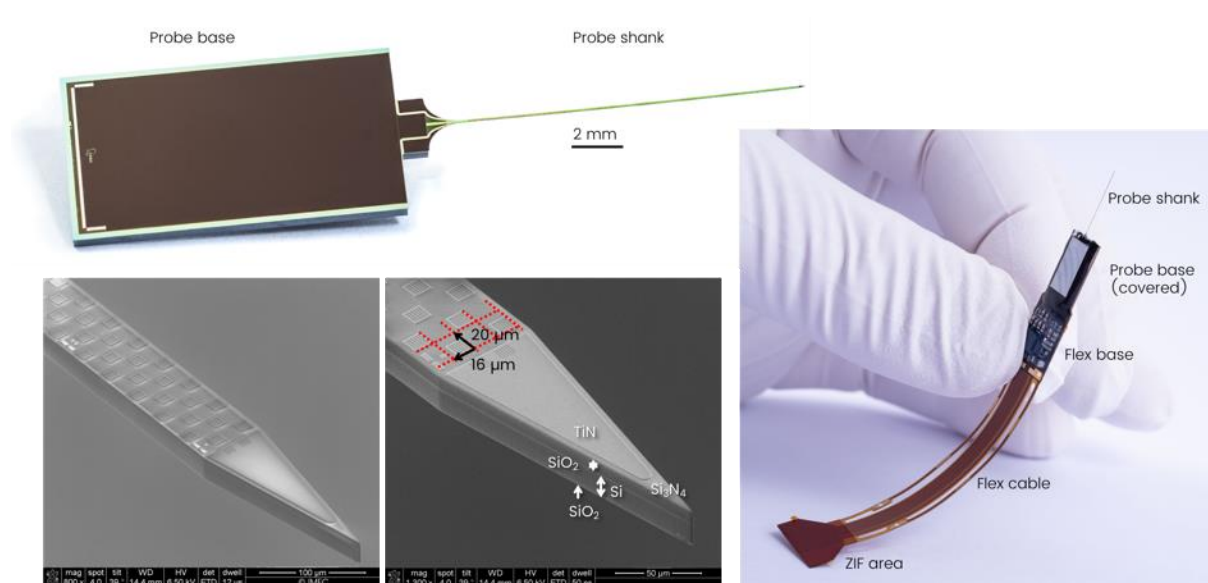 Probe base
Probe shank
2 mm
Probe shank
Probe base
(covered)
Flex base
Flex cable
ZIF area
20 µm
16 µm
TiN
SiO₂
Si
Si₃N₄
SiO₂
mag spot tilt WD HV det dwell
100 µm
© IMEC
mag spot tilt WD HV det dwell
50 µm